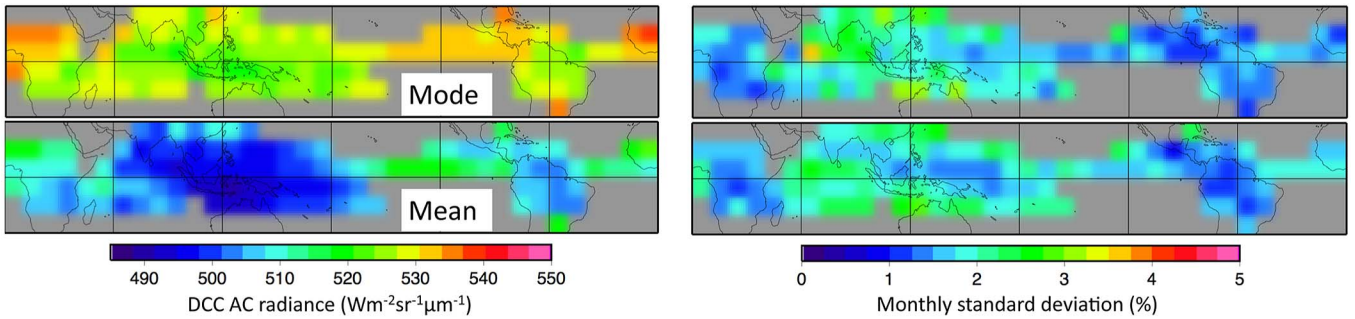 Mode
Mean
490 500 510 520 530 540 550
DCC AC radiance (Wm⁻²sr⁻¹µm⁻¹)
0 1 2 3 4 5
Monthly standard deviation (%)